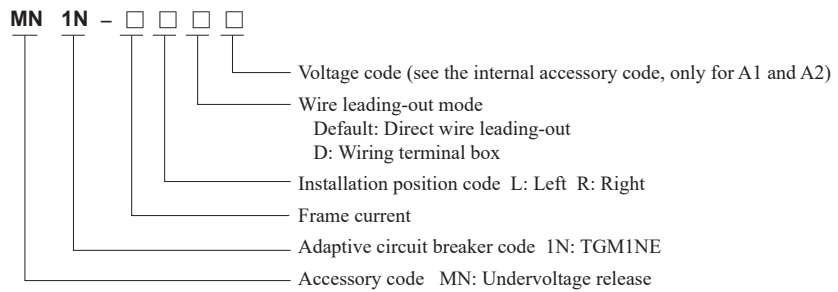 MN 1N – □ □ □ □
Voltage code (see the internal accessory code, only for A1 and A2)
Wire leading-out mode
Default: Direct wire leading-out
D: Wiring terminal box
Installation position code L: Left R: Right
Frame current
Adaptive circuit breaker code 1N: TGM1NE
Accessory code MN: Undervoltage release